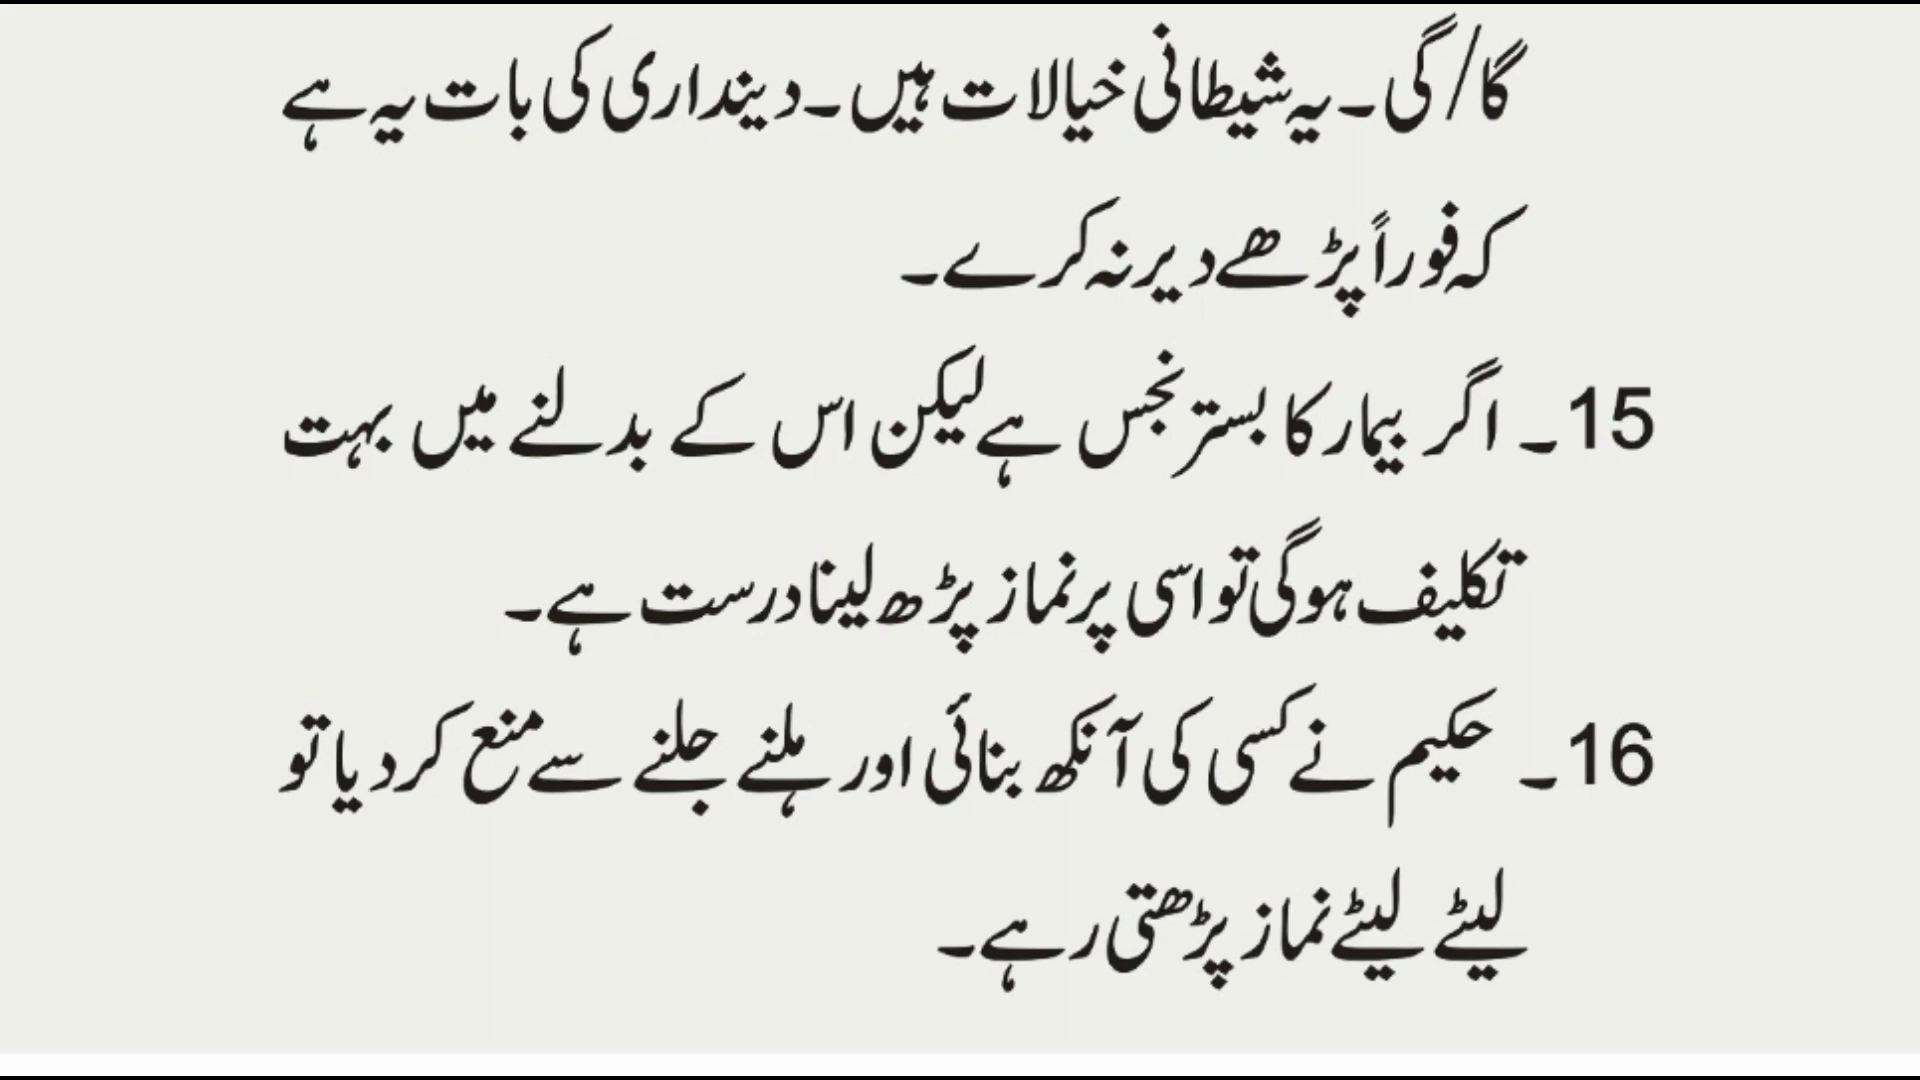 گا/گی۔ یہ شیطانی خیالات ہیں۔ دینداری کی بات یہ ہے
کہ فوراً پڑھے دیر نہ کرے۔
15۔ اگر بیمار کا بستر نجس ہے لیکن اس کے بدلنے میں بہت
تکلیف ہوگی تو اسی پر نماز پڑھ لینا درست ہے۔
16۔ حکیم نے کسی کی آنکھ بنائی اور ہلنے جلنے سے منع کر دیا تو
لیٹے لیٹے نماز پڑھتی رہے۔